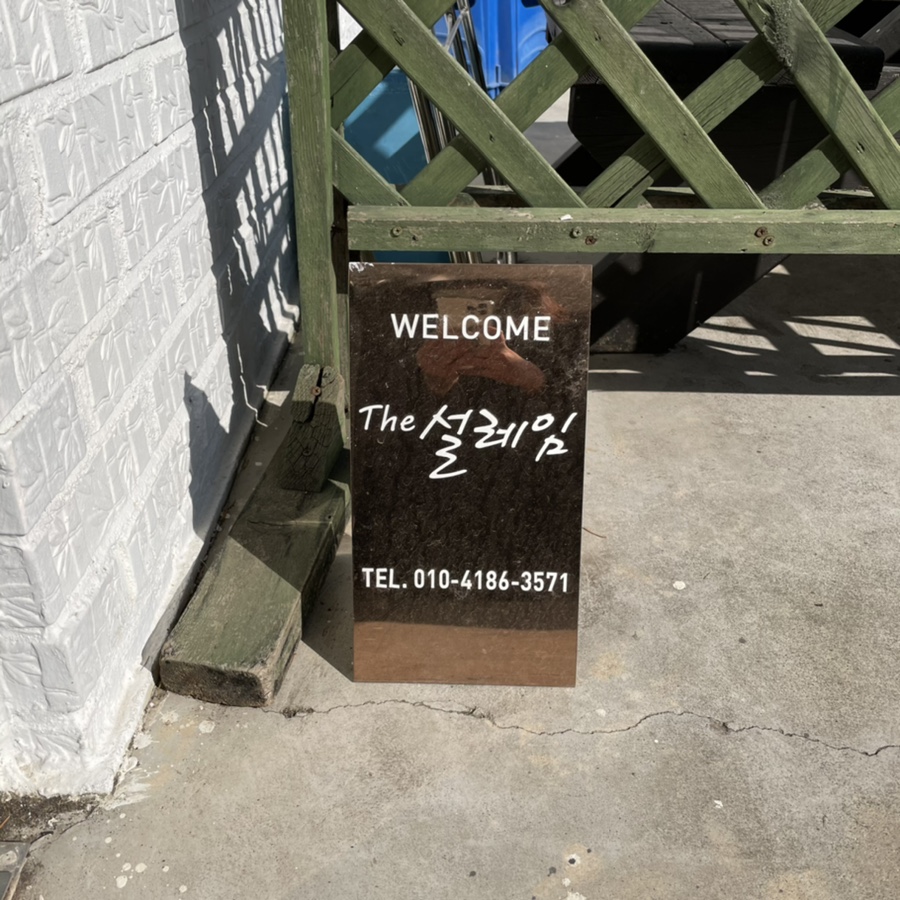 WELCOME
The 설레임
TEL. 010-4186-3571